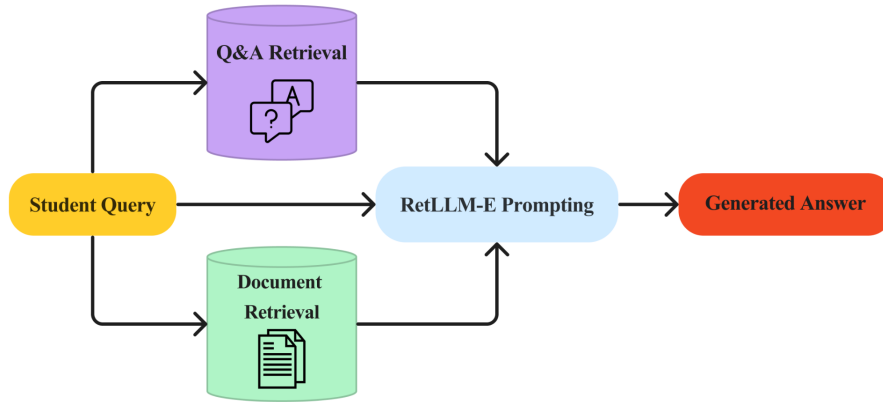 Q&A Retrieval
A
?
Student Query
RetLLM-E Prompting
Generated Answer
Document
Retrieval